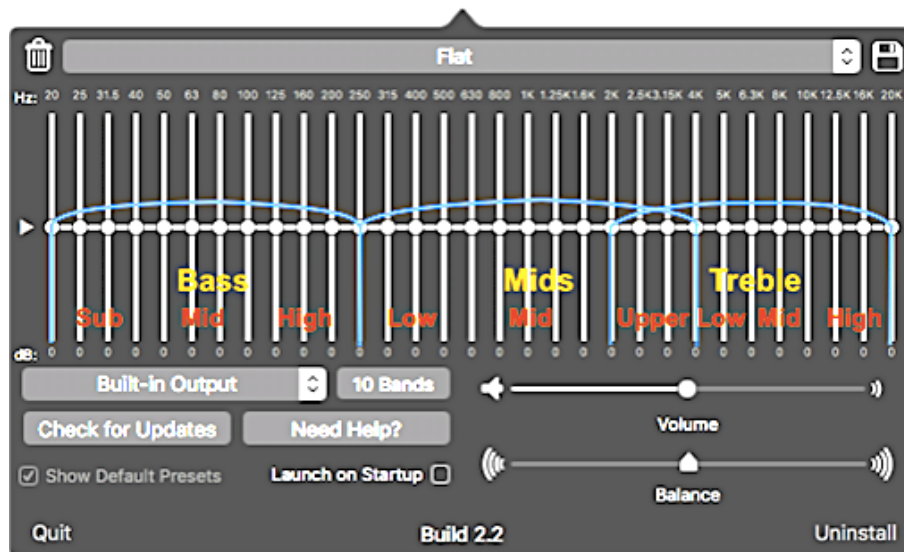 Flat
Hz: 20 25 31.5 40 50 63 80 100 125 160 200 250 315 400 500 630 800 1K 1.25K 1.6K 2K 2.5K 3.15K 4K 5K 6.3K 8K 10K 12.5K 16K 20K
Bass Mids Treble
Sub Mid High Low Mid Upper Low Mid High
dB: 0 0 0 0 0 0 0 0 0 0 0 0 0 0 0 0 0 0 0 0 0 0 0 0 0 0 0 0 0 0 0
Built-in Output 10 Bands
Volume
Check for Updates Need Help?
Show Default Presets Launch on Startup
Balance
Quit Build 2.2 Uninstall